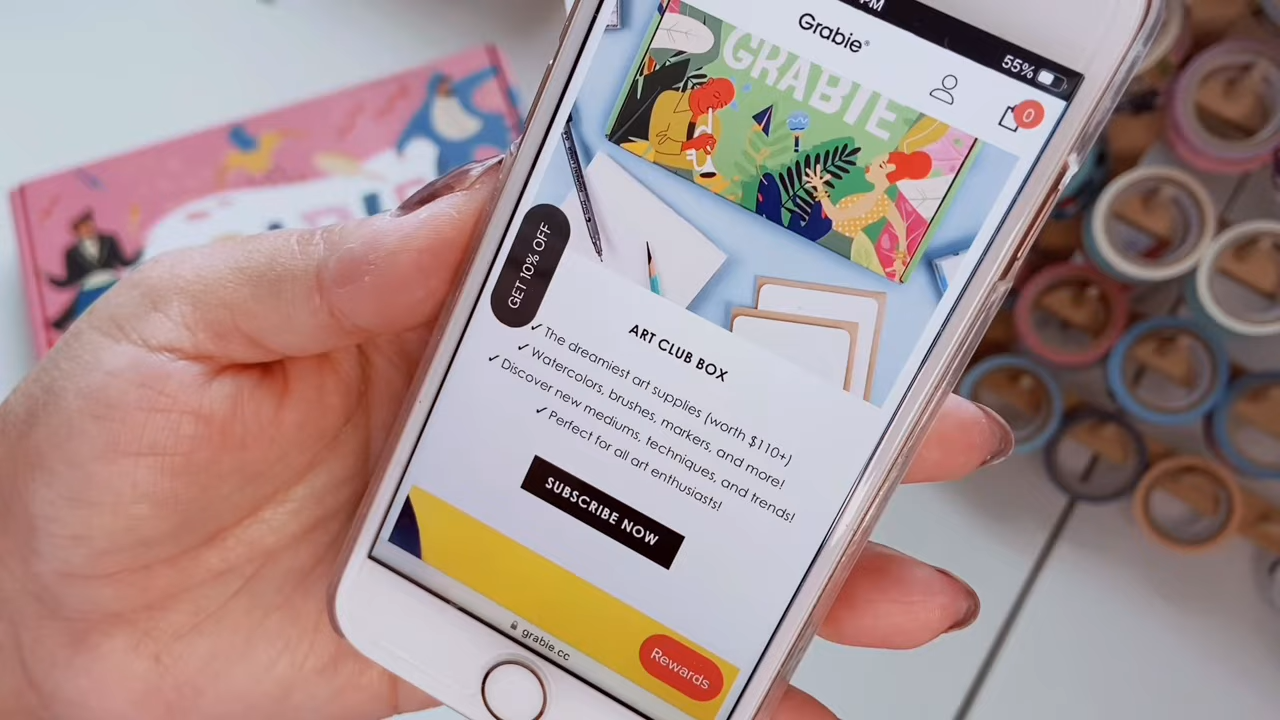 PM
Grabie®
55%
0
GRABIE
GET 10% OFF
ART CLUB BOX
✓ The dreamiest art supplies (worth $110+)
✓ Watercolors, brushes, markers, and more!
✓ Discover new mediums, techniques, and trends!
✓ Perfect for all art enthusiasts!
SUBSCRIBE NOW
grabie.cc
Rewards